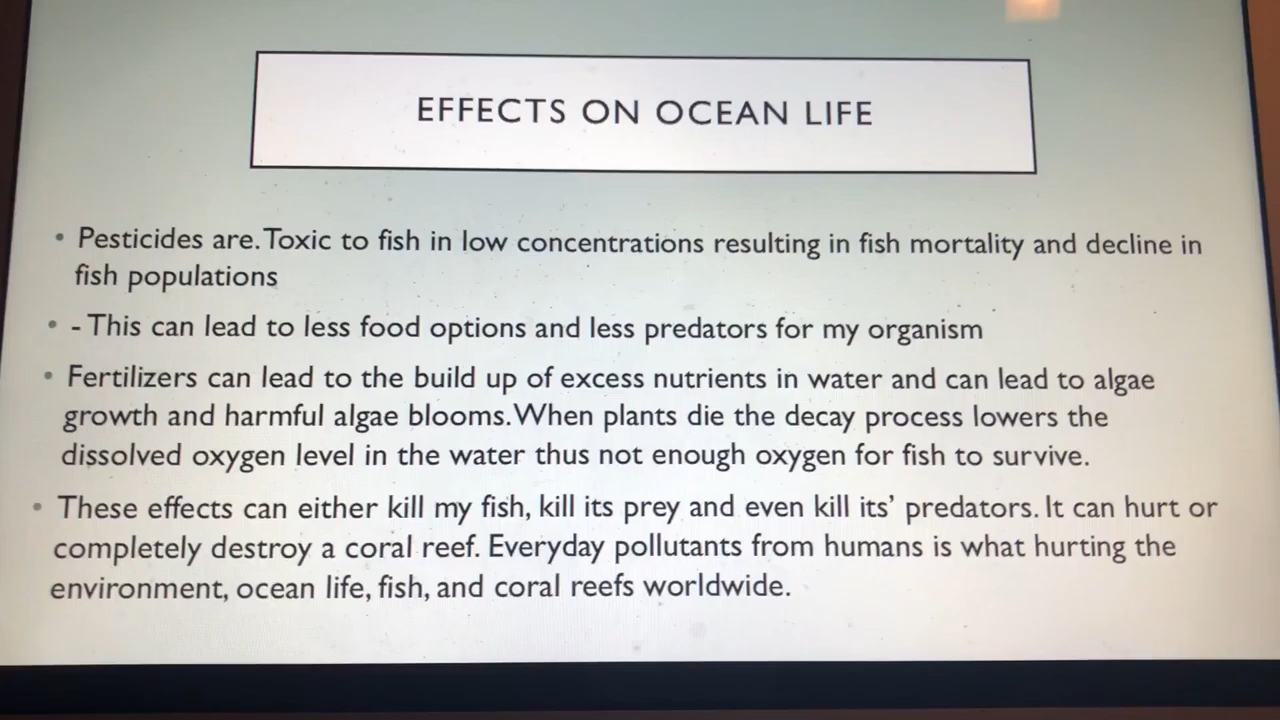 EFFECTS ON OCEAN LIFE
• Pesticides are. Toxic to fish in low concentrations resulting in fish mortality and decline in
fish populations
• - This can lead to less food options and less predators for my organism
• Fertilizers can lead to the build up of excess nutrients in water and can lead to algae
growth and harmful algae blooms. When plants die the decay process lowers the
dissolved oxygen level in the water thus not enough oxygen for fish to survive.
• These effects can either kill my fish, kill its prey and even kill its’ predators. It can hurt or
completely destroy a coral reef. Everyday pollutants from humans is what hurting the
environment, ocean life, fish, and coral reefs worldwide.